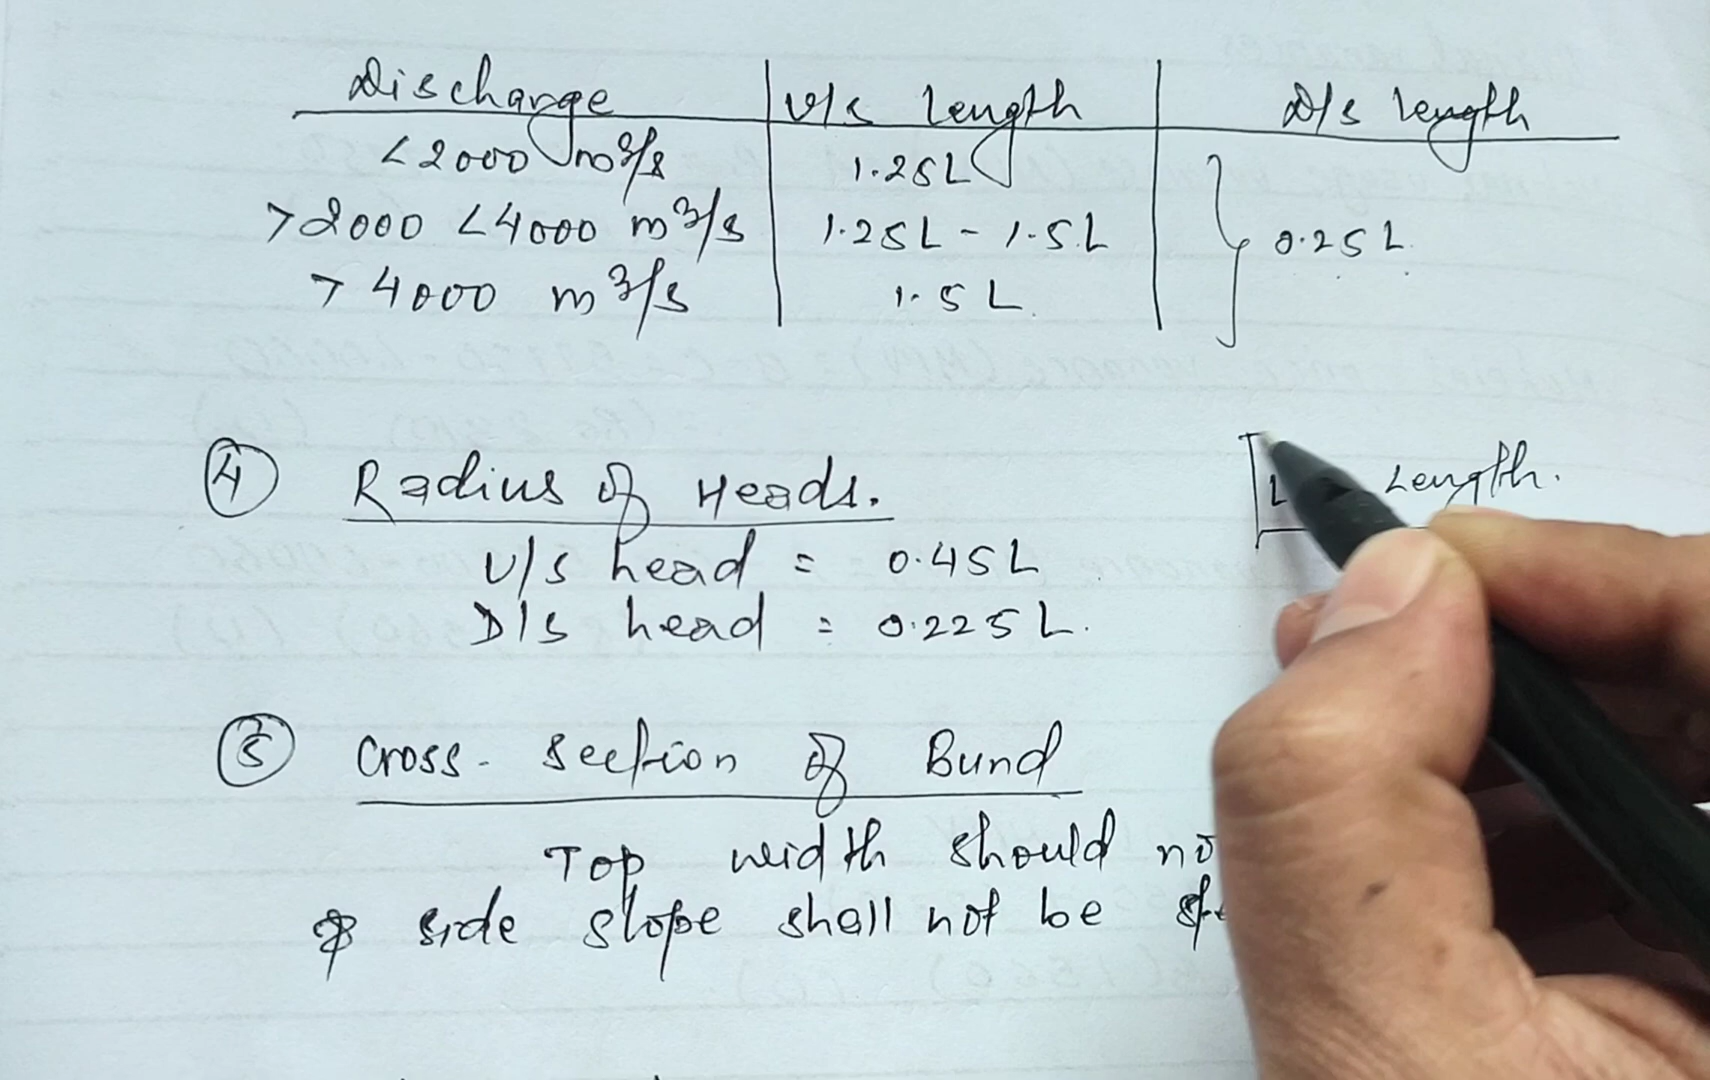 Discharge U/s Length D/s Length
<2000 m³/s 1.25L
>2000 <4000 m³/s 1.25L - 1.5L 0.25L
>4000 m³/s 1.5L
④ Radius of Heads. L Length.
U/s head = 0.45L
D/s head = 0.225L.
⑤ Cross-section of Bund
Top width should
& side slope shall not be